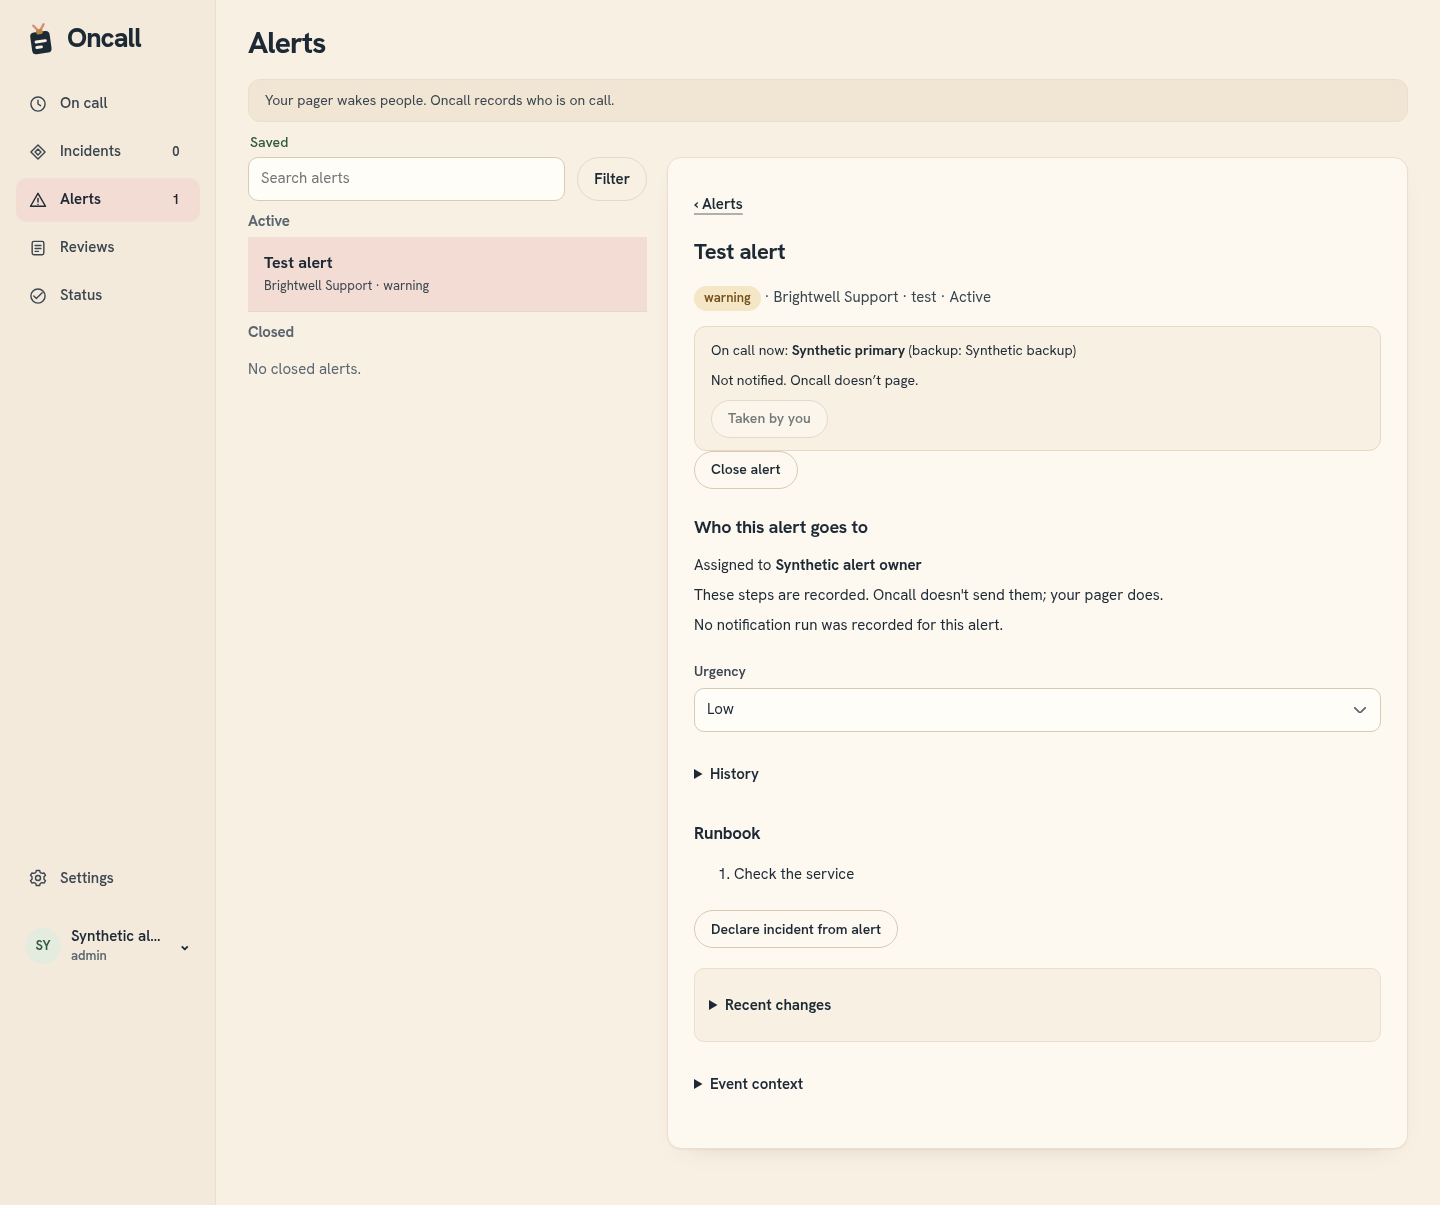 Oncall
On call
Incidents 0
Alerts 1
Reviews
Status
Settings
SY
Synthetic al...
admin
Alerts
Your pager wakes people. Oncall records who is on call.
Saved
Search alerts
Filter
Active
Test alert
Brightwell Support · warning
Closed
No closed alerts.
‹ Alerts
Test alert
warning · Brightwell Support · test · Active
On call now: Synthetic primary (backup: Synthetic backup)
Not notified. Oncall doesn’t page.
Taken by you
Close alert
Who this alert goes to
Assigned to Synthetic alert owner
These steps are recorded. Oncall doesn't send them; your pager does.
No notification run was recorded for this alert.
Urgency
Low
History
Runbook
1. Check the service
Declare incident from alert
Recent changes
Event context